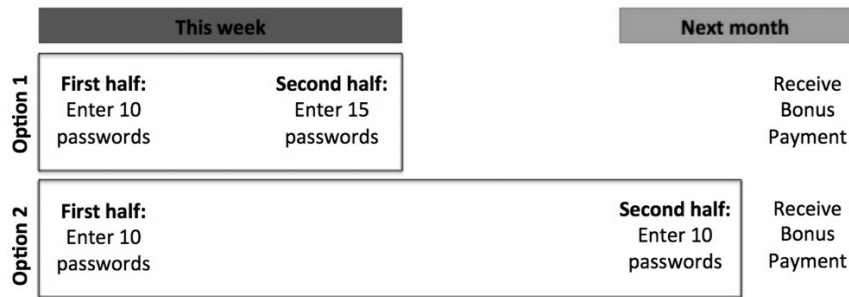 This week
Next month
Option 1
First half:
Enter 10
passwords
Second half:
Enter 15
passwords
Receive
Bonus
Payment
Option 2
First half:
Enter 10
passwords
Second half:
Enter 10
passwords
Receive
Bonus
Payment